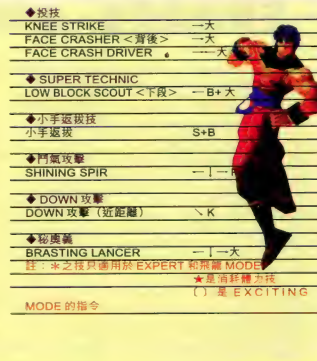 ◆投技
KNEE STRIKE →大
FACE CRASHER <背後> →大
FACE CRASH DRIVER ―大
◆SUPER TECHNIC
LOW BLOCK SCOUT <下段> ←B+大
◆小手返拔技
小手返拔 S+B
◆鬥氣攻擊
SHINING SPIR ←↓→
◆DOWN 攻擊
DOWN 攻擊（近距離） ↘K
◆秘奧義
BRASTING LANCER ←↓→大
註：＊之技只適用於 EXPERT 和飛龍 MODE
★是消耗體力技
( ) 是 EXCITING
MODE 的指令